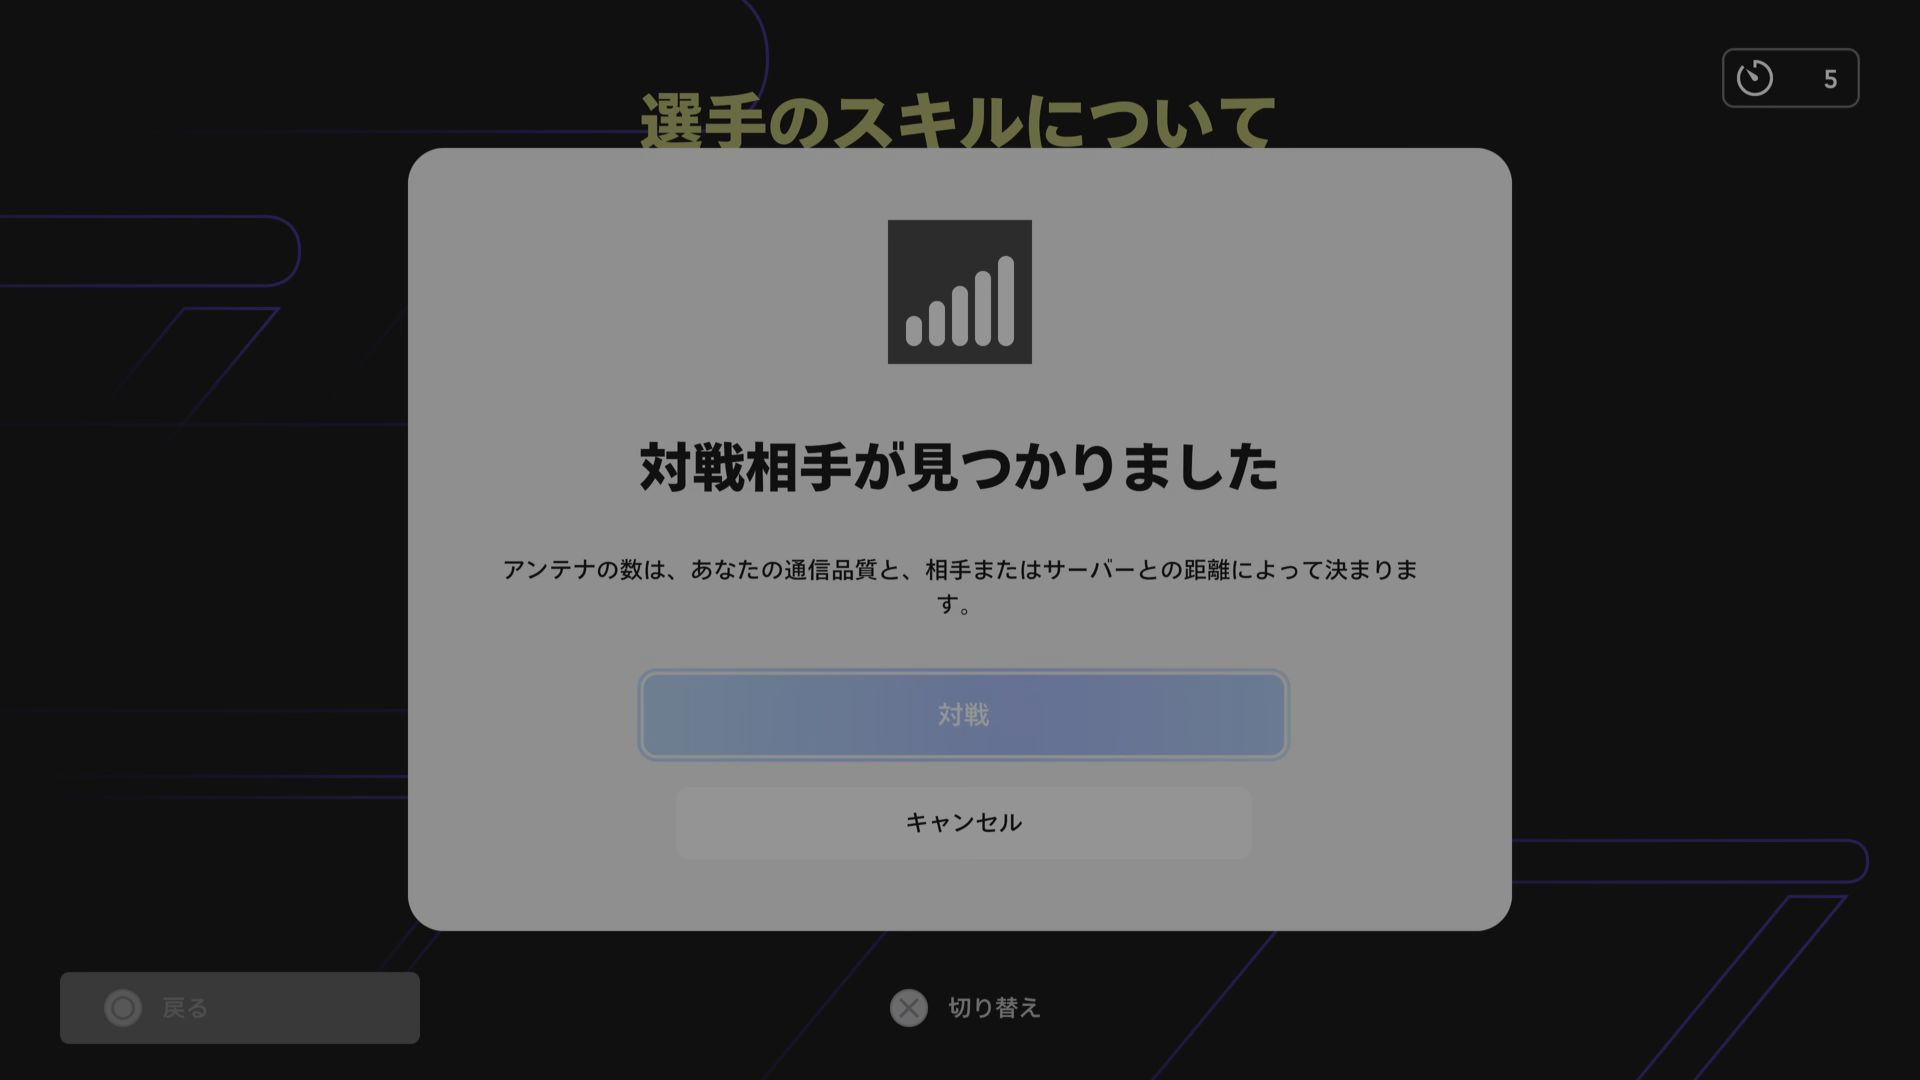 選手のスキルについて
5
対戦相手が見つかりました
アンテナの数は、あなたの通信品質と、相手またはサーバーとの距離によって決まりま
す。
対戦
キャンセル
戻る
切り替え